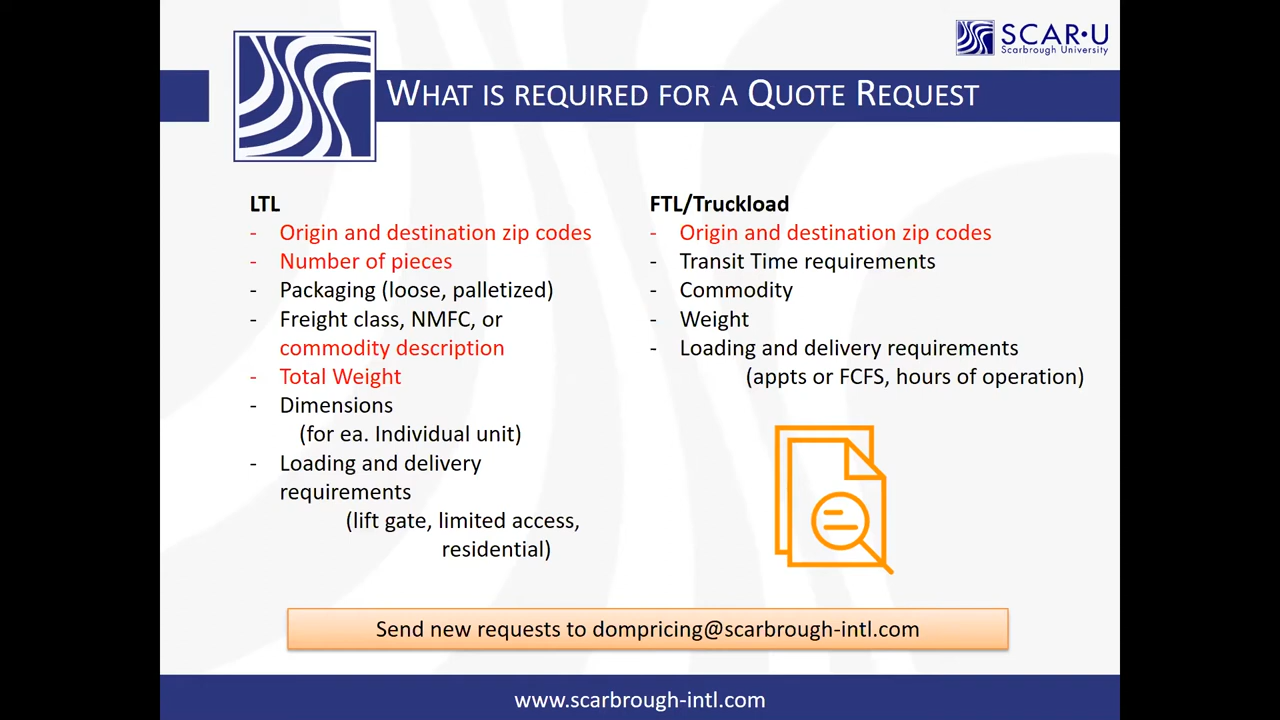 SCAR·U
Scarbrough University
WHAT IS REQUIRED FOR A QUOTE REQUEST
LTL
- Origin and destination zip codes
- Number of pieces
- Packaging (loose, palletized)
- Freight class, NMFC, or
commodity description
- Total Weight
- Dimensions
(for ea. Individual unit)
- Loading and delivery
requirements
(lift gate, limited access,
residential)
FTL/Truckload
- Origin and destination zip codes
- Transit Time requirements
- Commodity
- Weight
- Loading and delivery requirements
(appts or FCFS, hours of operation)
Send new requests to dompricing@scarbrough-intl.com
www.scarbrough-intl.com